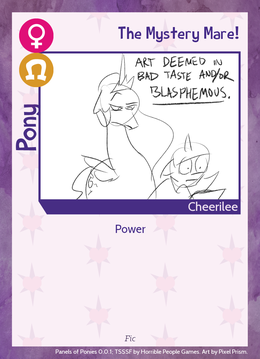 The Mystery Mare!
Pony
ART DEEMED IN
BAD TASTE AND/OR
BLASPHEMOUS.
Cheerilee
Power
Fic
Panels of Ponies 0.0.1; TSSSF by Horrible People Games. Art by Pixel Prism.